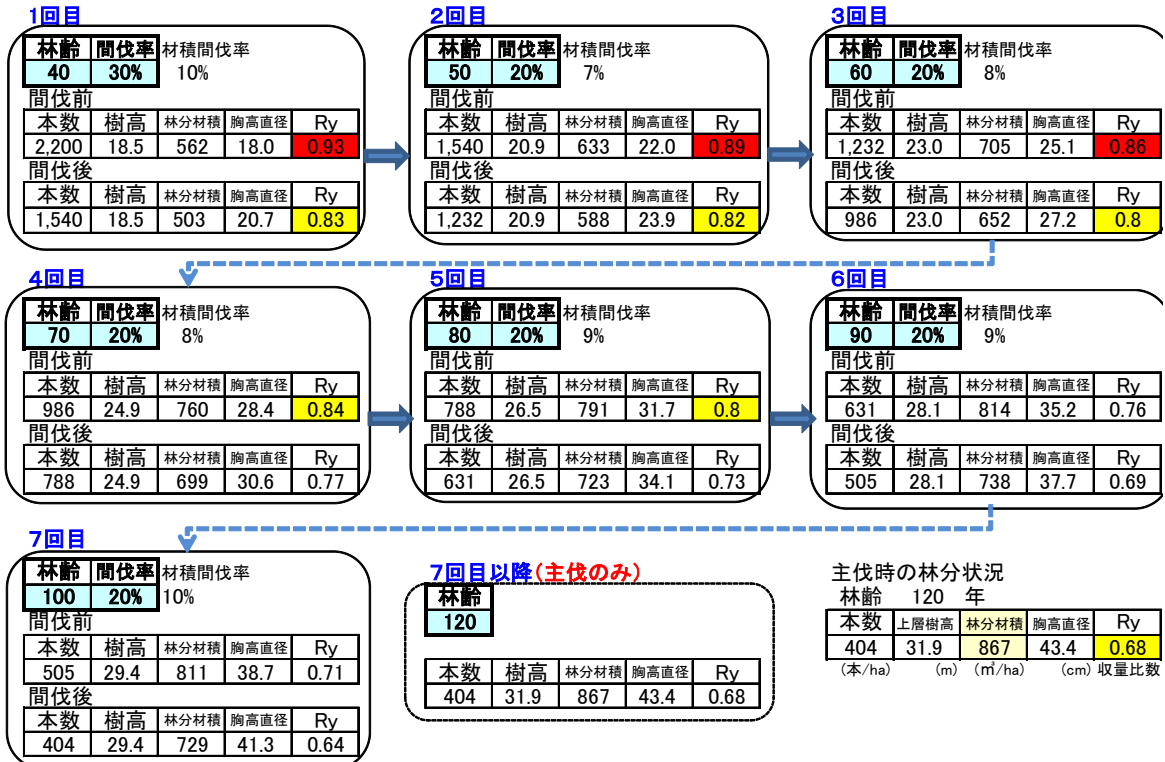 1回目
林齢 間伐率 材積間伐率
40 30% 10%
間伐前
本数 樹高 林分材積 胸高直径 Ry
2,200 18.5 562 18.0 0.93
間伐後
本数 樹高 林分材積 胸高直径 Ry
1,540 18.5 503 20.7 0.83
2回目
林齢 間伐率 材積間伐率
50 20% 7%
間伐前
本数 樹高 林分材積 胸高直径 Ry
1,540 20.9 633 22.0 0.89
間伐後
本数 樹高 林分材積 胸高直径 Ry
1,232 20.9 588 23.9 0.82
3回目
林齢 間伐率 材積間伐率
60 20% 8%
間伐前
本数 樹高 林分材積 胸高直径 Ry
1,232 23.0 705 25.1 0.86
間伐後
本数 樹高 林分材積 胸高直径 Ry
986 23.0 652 27.2 0.8
4回目
林齢 間伐率 材積間伐率
70 20% 8%
間伐前
本数 樹高 林分材積 胸高直径 Ry
986 24.9 760 28.4 0.84
間伐後
本数 樹高 林分材積 胸高直径 Ry
788 24.9 699 30.6 0.77
5回目
林齢 間伐率 材積間伐率
80 20% 9%
間伐前
本数 樹高 林分材積 胸高直径 Ry
788 26.5 791 31.7 0.8
間伐後
本数 樹高 林分材積 胸高直径 Ry
631 26.5 723 34.1 0.73
6回目
林齢 間伐率 材積間伐率
90 20% 9%
間伐前
本数 樹高 林分材積 胸高直径 Ry
631 28.1 814 35.2 0.76
間伐後
本数 樹高 林分材積 胸高直径 Ry
505 28.1 738 37.7 0.69
7回目
林齢 間伐率 材積間伐率
100 20% 10%
間伐前
本数 樹高 林分材積 胸高直径 Ry
505 29.4 811 38.7 0.71
間伐後
本数 樹高 林分材積 胸高直径 Ry
404 29.4 729 41.3 0.64
7回目以降(主伐のみ)
林齢
120
本数 樹高 林分材積 胸高直径 Ry
404 31.9 867 43.4 0.68
主伐時の林分状況
林齢 120 年
本数 上層樹高 林分材積 胸高直径 Ry
404 31.9 867 43.4 0.68
(本/ha) (m) (㎥/ha) (cm) 収量比数